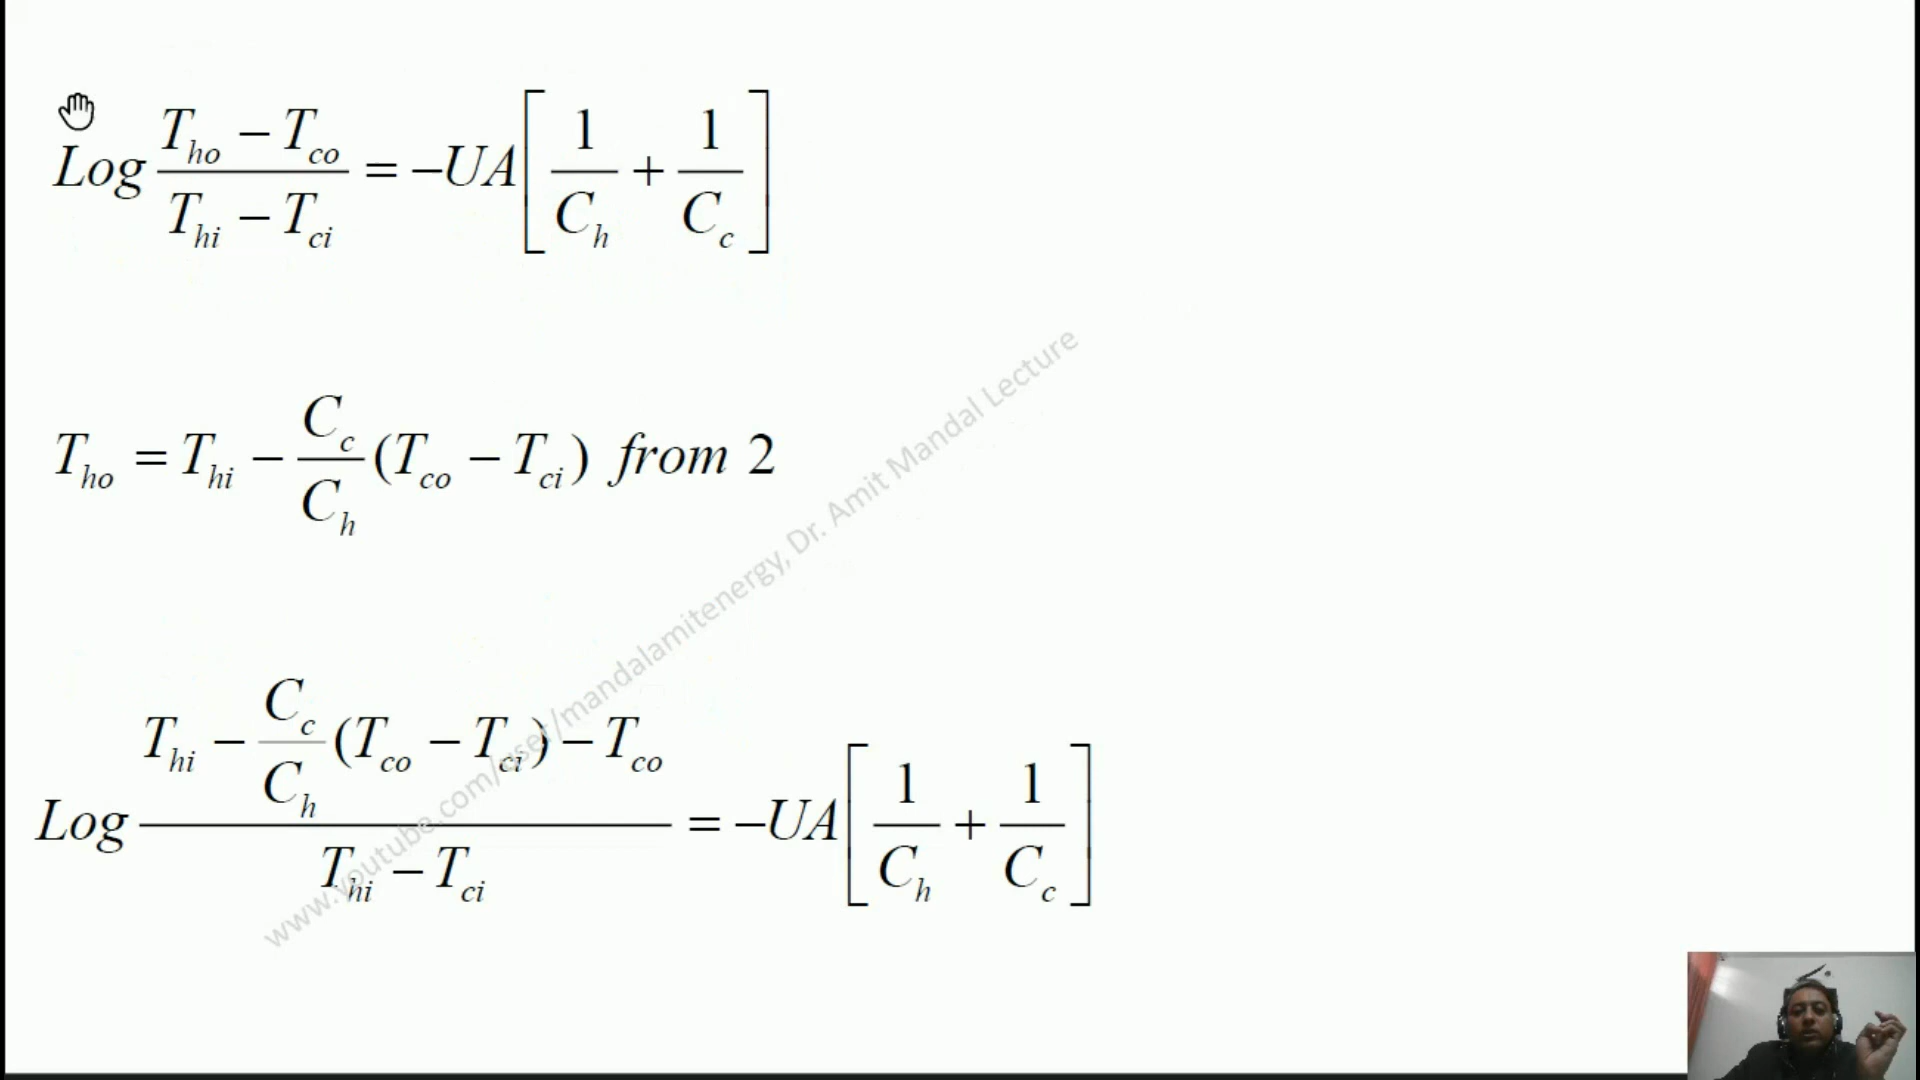 Log (T_ho − T_co)/(T_hi − T_ci) = −UA[1/C_h + 1/C_c]
T_ho = T_hi − C_c/C_h (T_co − T_ci) from 2
Log (T_hi − C_c/C_h (T_co − T_ci) − T_co)/(T_hi − T_ci) = −UA[1/C_h + 1/C_c]
www.youtube.com/user/mandalamitenergy, Dr. Amit Mandal Lecture